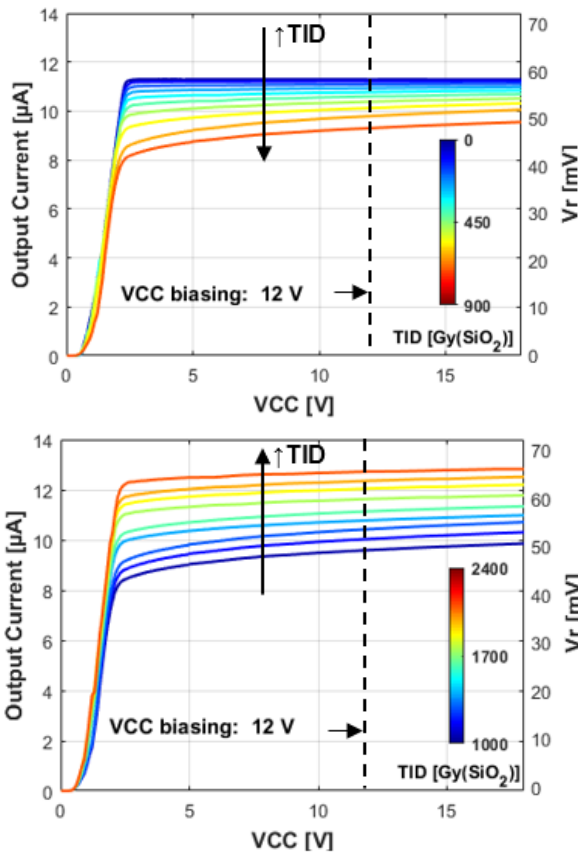 14
12
10
8
6
4
2
0
Output Current [µA]
↑TID
VCC biasing: 12 V
0
450
900
TID [Gy(SiO2)]
70
60
50
40
30
20
10
0
Vr [mV]
0 5 10 15
VCC [V]
14
12
10
8
6
4
2
0
Output Current [µA]
↑TID
VCC biasing: 12 V
2400
1700
1000
TID [Gy(SiO2)]
70
60
50
40
30
20
10
0
Vr [mV]
0 5 10 15
VCC [V]